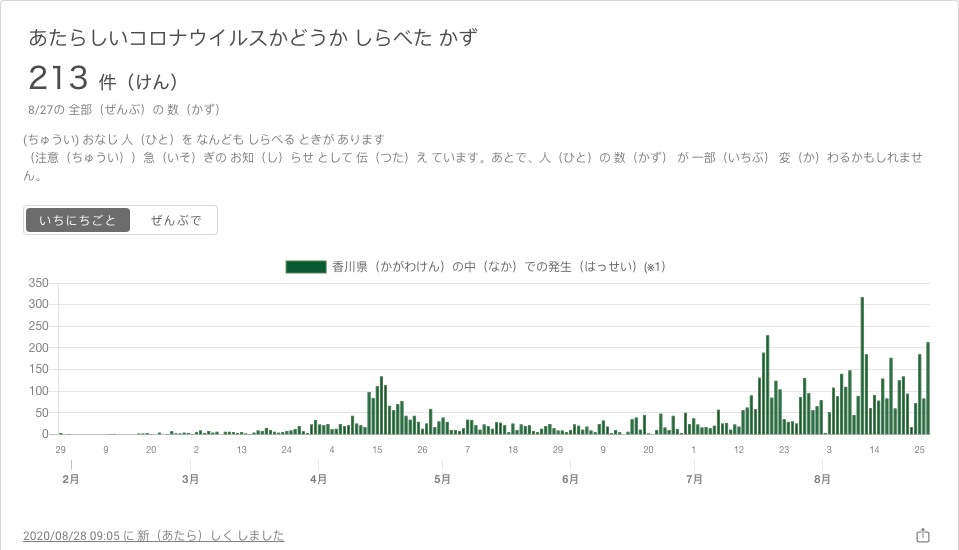 あたらしいコロナウイルスかどうか しらべた かず
213 件（けん）
8/27の 全部（ぜんぶ）の 数（かず）
(ちゅうい) おなじ 人（ひと）を なんども しらべる ときが あります
（注意（ちゅうい））急（いそ）ぎの お知（し）らせ として 伝（つた）え ています。あとで、人（ひと）の 数（かず） が 一部（いちぶ） 変（か）わるかもしれませ
ん。
いちにちごと ぜんぶで
香川県（かがわけん）の中（なか）での発生（はっせい）(※1)
350
300
250
200
150
100
50
0
29 9 20 2 13 24 4 15 26 7 18 29 9 20 1 12 23 3 14 25
2月 3月 4月 5月 6月 7月 8月
2020/08/28 09:05 に 新（あたら）しく しました